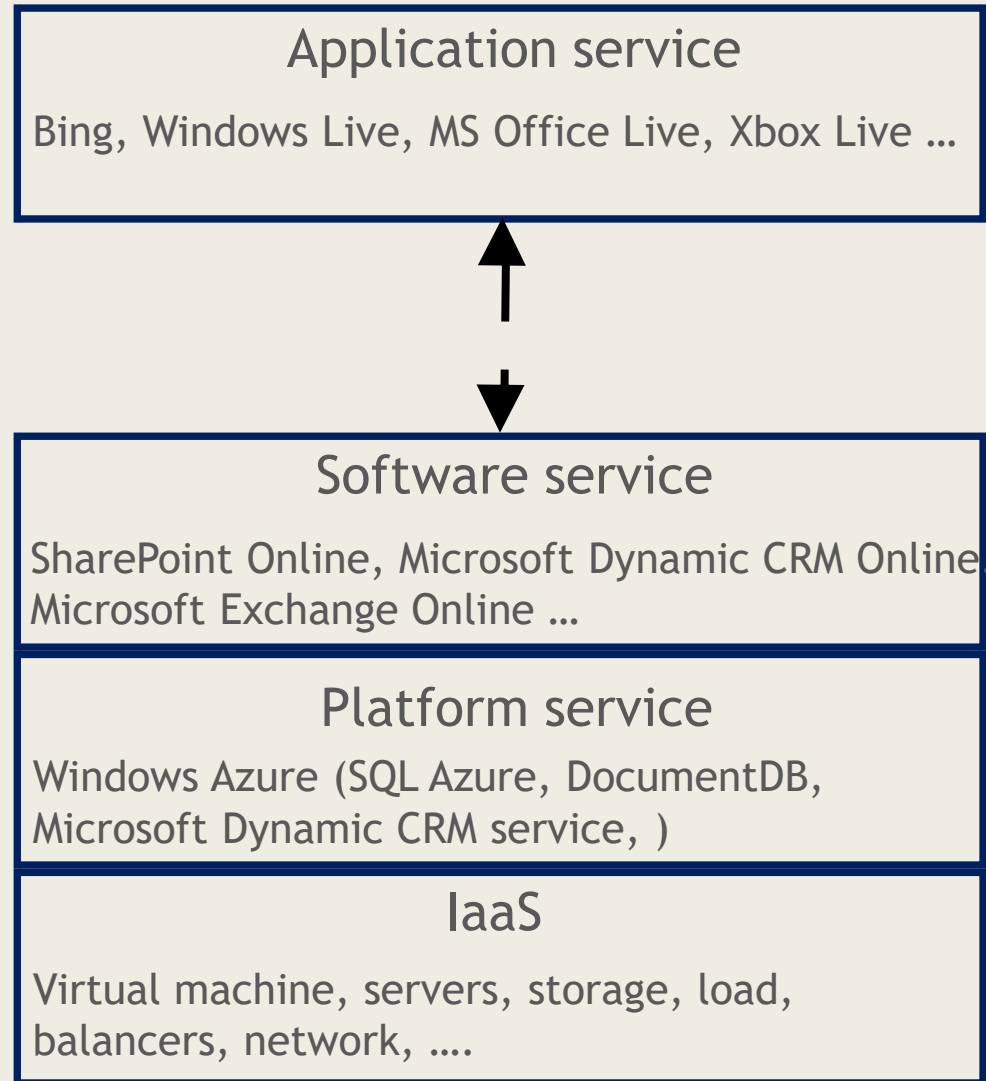 Application service
Bing, Windows Live, MS Office Live, Xbox Live …
Software service
SharePoint Online, Microsoft Dynamic CRM Online,
Microsoft Exchange Online …
Platform service
Windows Azure (SQL Azure, DocumentDB,
Microsoft Dynamic CRM service, )
IaaS
Virtual machine, servers, storage, load,
balancers, network, ….